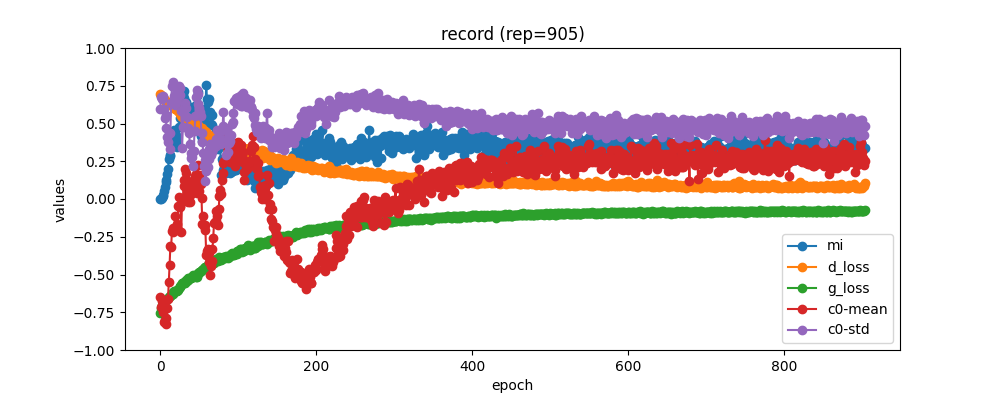 record (rep=905)
1.00
0.75
0.50
0.25
0.00
−0.25
−0.50
−0.75
−1.00
values
0 200 400 600 800
epoch
mi
d_loss
g_loss
c0-mean
c0-std